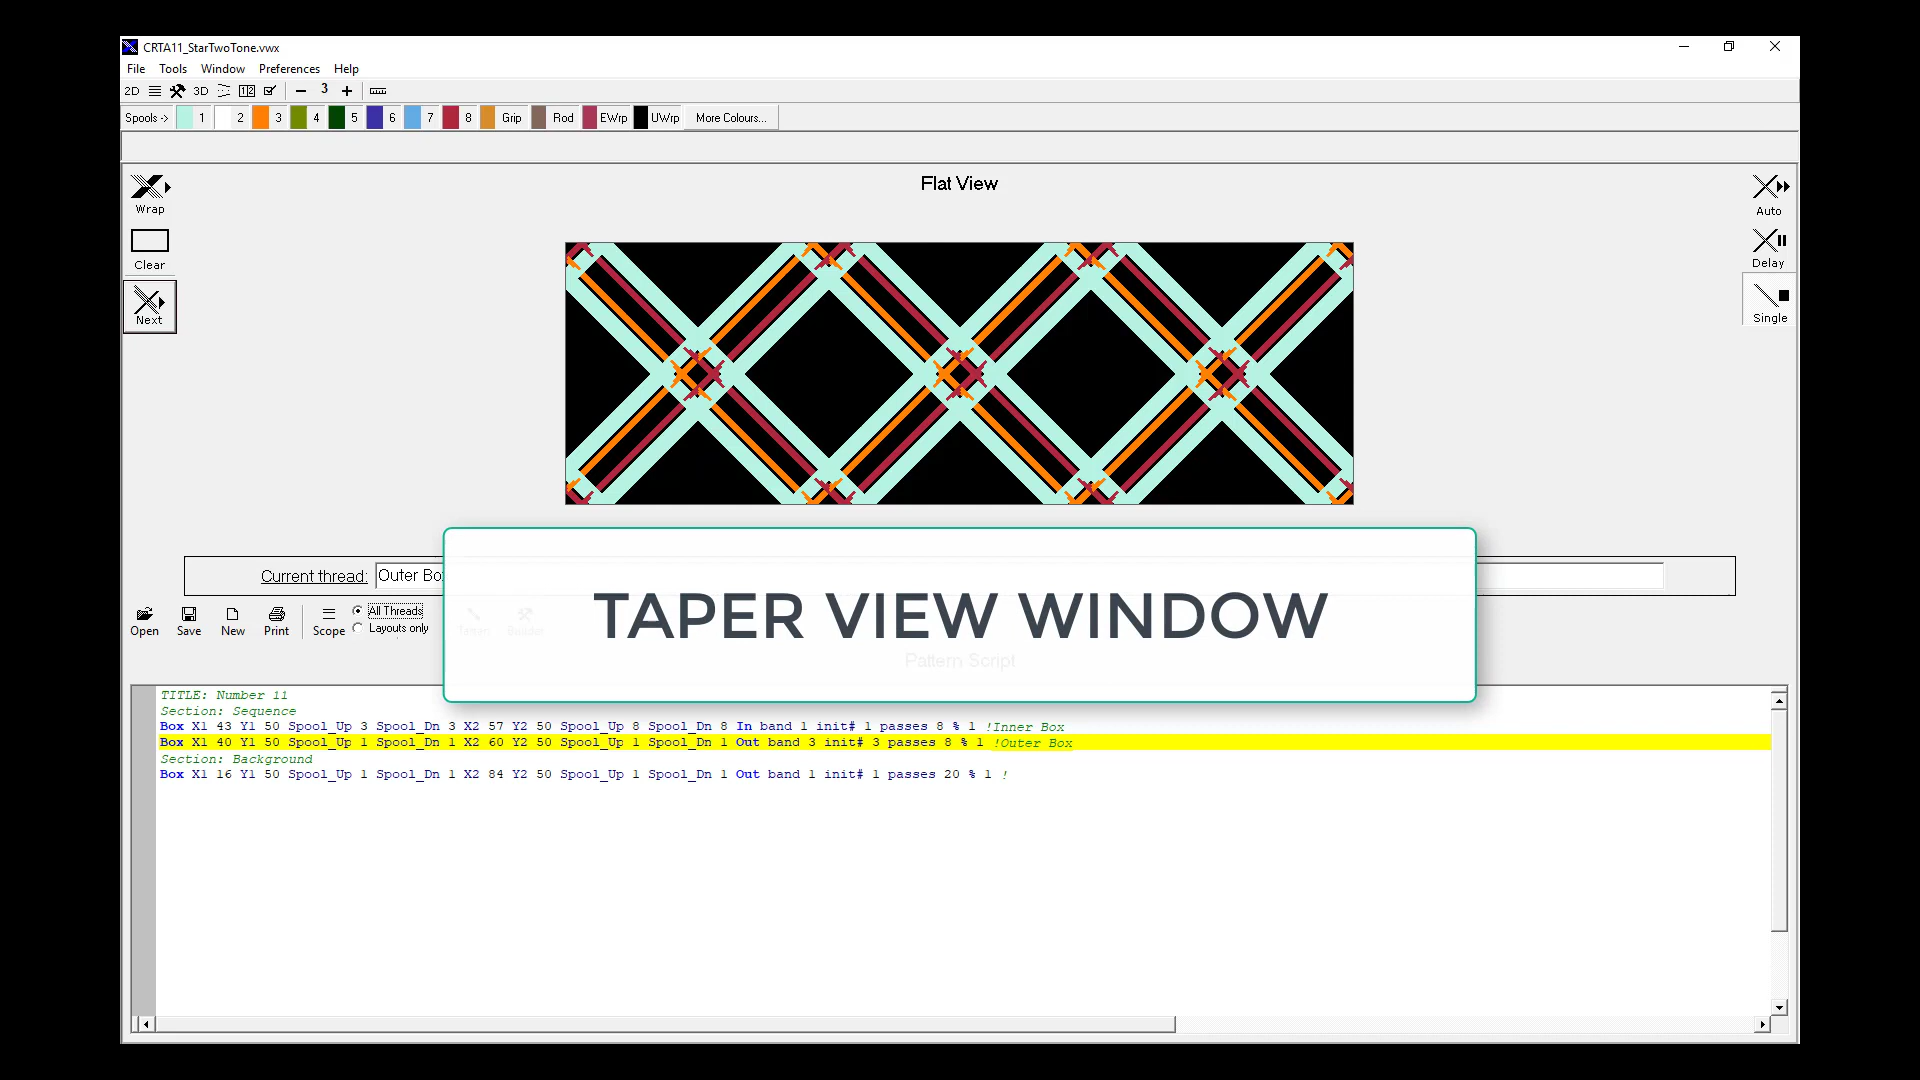 CRTA11_StarTwoTone.vwx
File Tools Window Preferences Help
2D 3D 1 2 3
Spools -> 1 2 3 4 5 6 7 8 Grip Rod EWrp UWrp More Colours...
Flat View
Wrap
Clear
Next
Auto
Delay
Single
Current thread: Outer Bo
Open Save New Print Scope All Threads
Layouts only
TAPER VIEW WINDOW
Pattern Script
TITLE: Number 11
Section: Sequence
Box X1 43 Y1 50 Spool_Up 3 Spool_Dn 3 X2 57 Y2 50 Spool_Up 8 Spool_Dn 8 In band 1 init# 1 passes 8 % 1 !Inner Box
Box X1 40 Y1 50 Spool_Up 1 Spool_Dn 1 X2 60 Y2 50 Spool_Up 1 Spool_Dn 1 Out band 3 init# 3 passes 8 % 1 !Outer Box
Section: Background
Box X1 16 Y1 50 Spool_Up 1 Spool_Dn 1 X2 84 Y2 50 Spool_Up 1 Spool_Dn 1 Out band 1 init# 1 passes 20 % 1 !